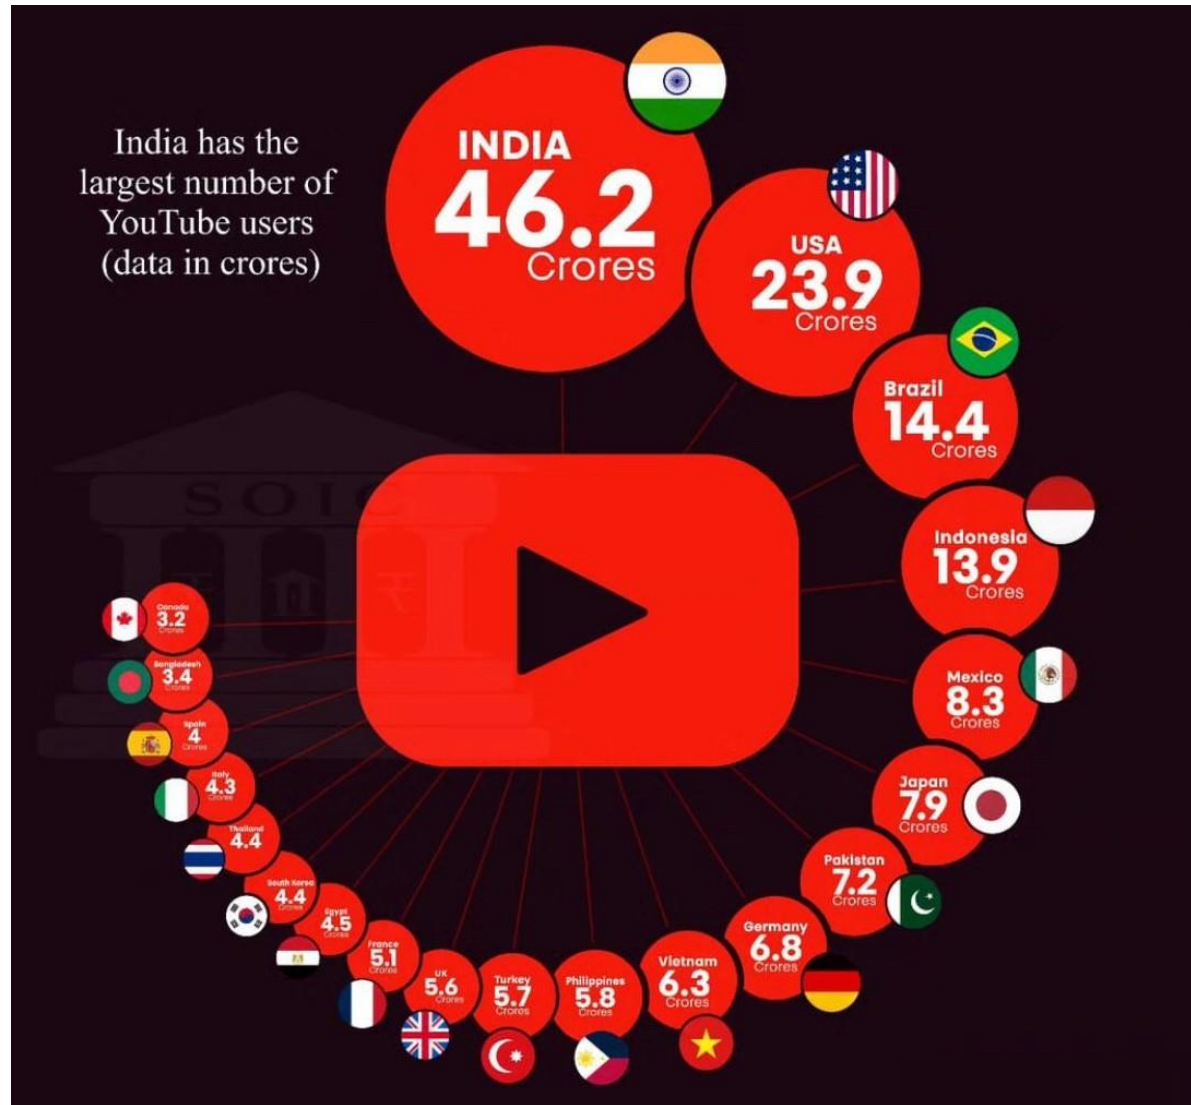 India has the
largest number of
YouTube users
(data in crores)
INDIA
46.2
Crores
USA
23.9
Crores
Brazil
14.4
Crores
Indonesia
13.9
Crores
Mexico
8.3
Crores
Japan
7.9
Crores
Pakistan
7.2
Crores
Germany
6.8
Crores
Vietnam
6.3
Crores
Philippines
5.8
Crores
Turkey
5.7
Crores
UK
5.6
Crores
France
5.1
Crores
Egypt
4.5
Crores
South Korea
4.4
Crores
Thailand
4.4
Italy
4.3
Crores
Spain
4
Crores
Bangladesh
3.4
Crores
Canada
3.2
Crores
SOIC
₹
₹